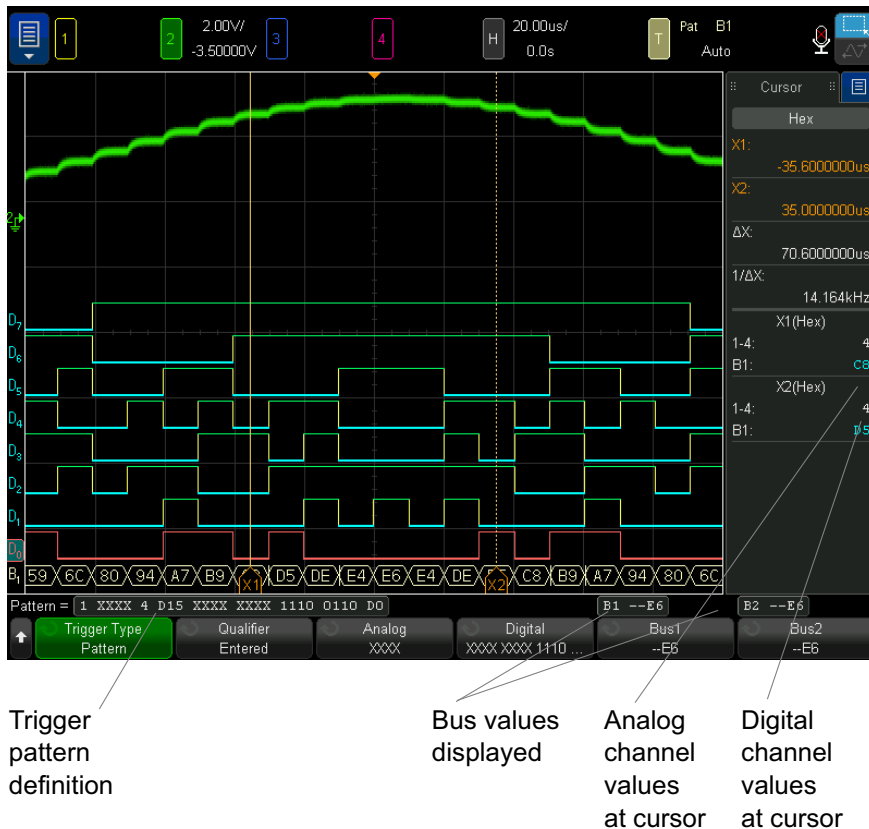 1 2 2.00V/ 3 4 H 20.00us/ T Pat B1
-3.50000V 0.0s Auto
Cursor
Hex
X1:
-35.6000000us
X2:
35.0000000us
ΔX:
70.6000000us
1/ΔX:
14.164kHz
X1(Hex)
1-4: 4
B1: C8
X2(Hex)
1-4: 4
B1: D5
2
D7
D6
D5
D4
D3
D2
D1
D0
B1 59 6C 80 94 A7 B9 D5 DE E4 E6 E4 DE C8 B9 A7 94 80 6C
X1 X2
Pattern = 1 XXXX 4 D15 XXXX XXXX 1110 0110 D0 B1 --E6 B2 --E6
Trigger Type Qualifier Analog Digital Bus1 Bus2
Pattern Entered XXXX XXXX XXXX 1110 ... --E6 --E6
Trigger
pattern
definition
Bus values
displayed
Analog
channel
values
at cursor
Digital
channel
values
at cursor